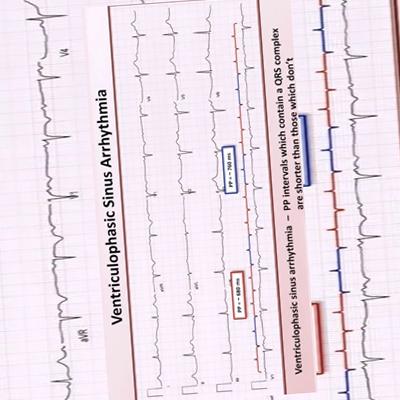 Ventriculophasic Sinus Arrhythmia
PP = ~ 760 ms
PP = ~ 680 ms
Ventriculophasic sinus arrhythmia – PP intervals which contain a QRS complex
are shorter than those which don't
V4
aVR